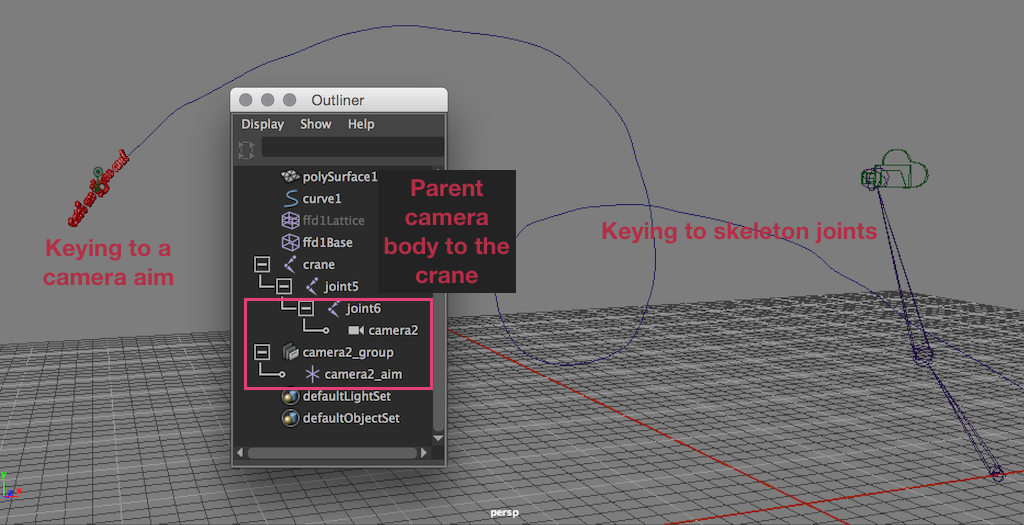 Outliner
Display Show Help
polySurface1
curve1
ffd1Lattice
ffd1Base
crane
joint5
joint6
camera2
camera2_group
camera2_aim
defaultLightSet
defaultObjectSet
Keying to a
camera aim
Parent
camera
body to the
crane
Keying to skeleton joints
persp